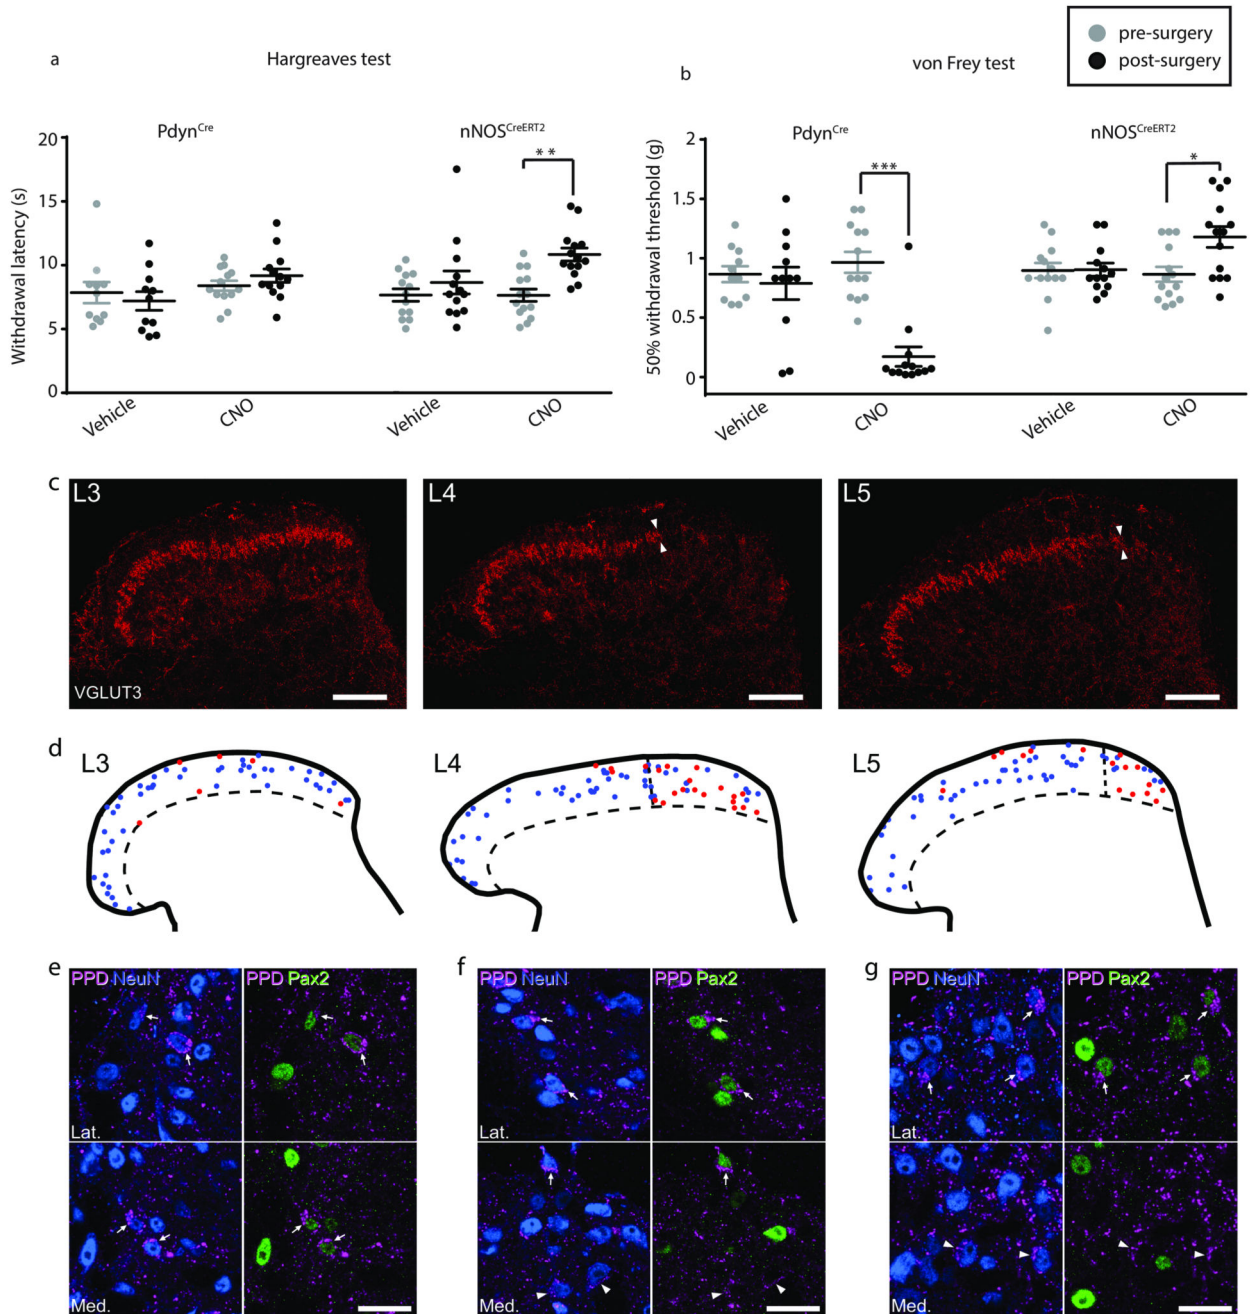 pre-surgery
post-surgery
a
Hargreaves test
b
von Frey test
Pdyn^Cre
nNOS^CreERT2
Withdrawal latency (s)
20
15
10
5
0
**
Vehicle
CNO
Vehicle
CNO
Pdyn^Cre
nNOS^CreERT2
50% withdrawal threshold (g)
2
1.5
1
0.5
0
***
*
Vehicle
CNO
Vehicle
CNO
c
L3
VGLUT3
L4
L5
d
L3
L4
L5
e
PPD NeuN
PPD Pax2
Lat.
Med.
f
PPD NeuN
PPD Pax2
Lat.
Med.
g
PPD NeuN
PPD Pax2
Lat.
Med.